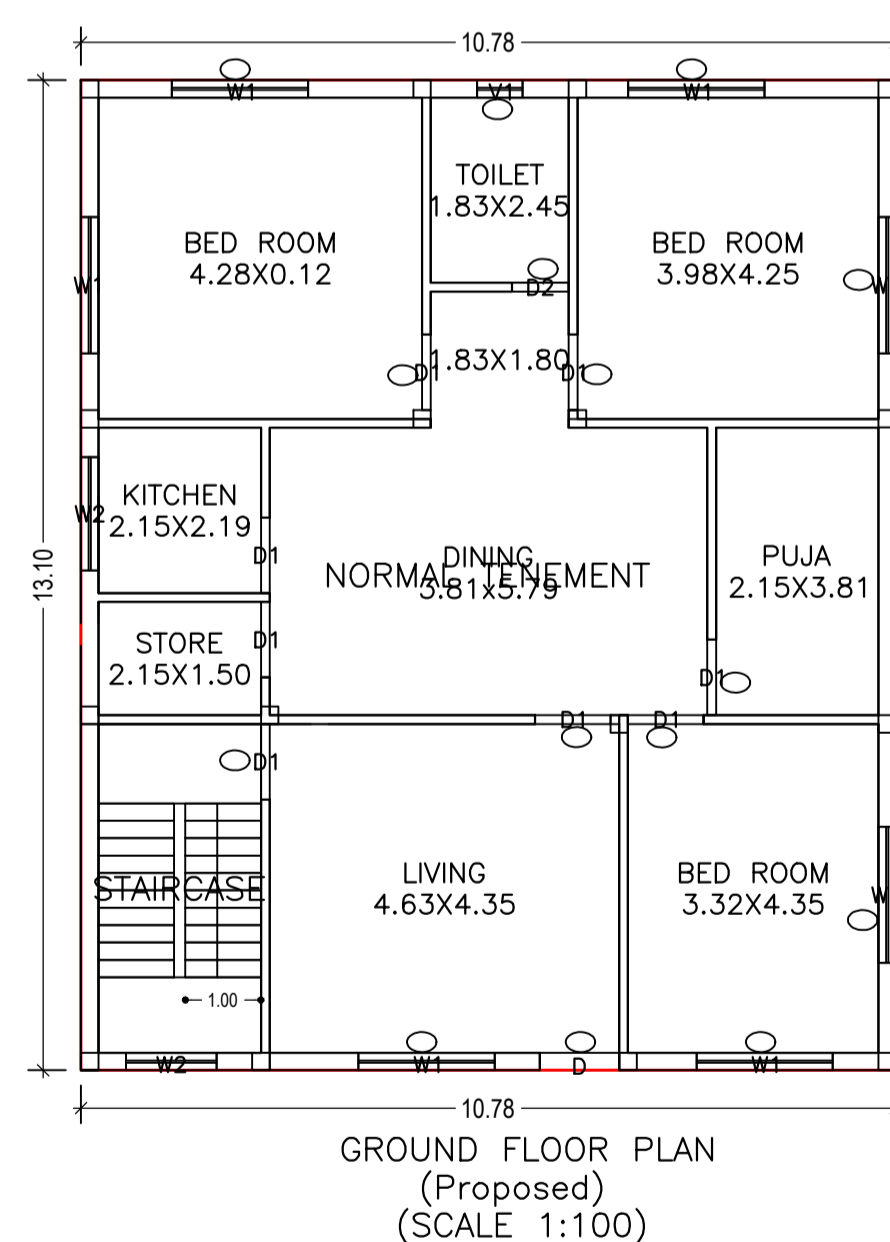 10.78
W1
V1
W1
TOILET
1.83X2.45
BED ROOM
4.28X0.12
BED ROOM
3.98X4.25
W1
W
D2
1.83X1.80
D1
D1
KITCHEN
2.15X2.19
W2
D1
DINING
3.81X5.79
NORMAL TENEMENT
PUJA
2.15X3.81
13.10
STORE
2.15X1.50
D1
D1
D1
D1
D1
STAIRCASE
LIVING
4.63X4.35
BED ROOM
3.32X4.35
W
1.00
W2
W1
D
W1
10.78
GROUND FLOOR PLAN
(Proposed)
(SCALE 1:100)